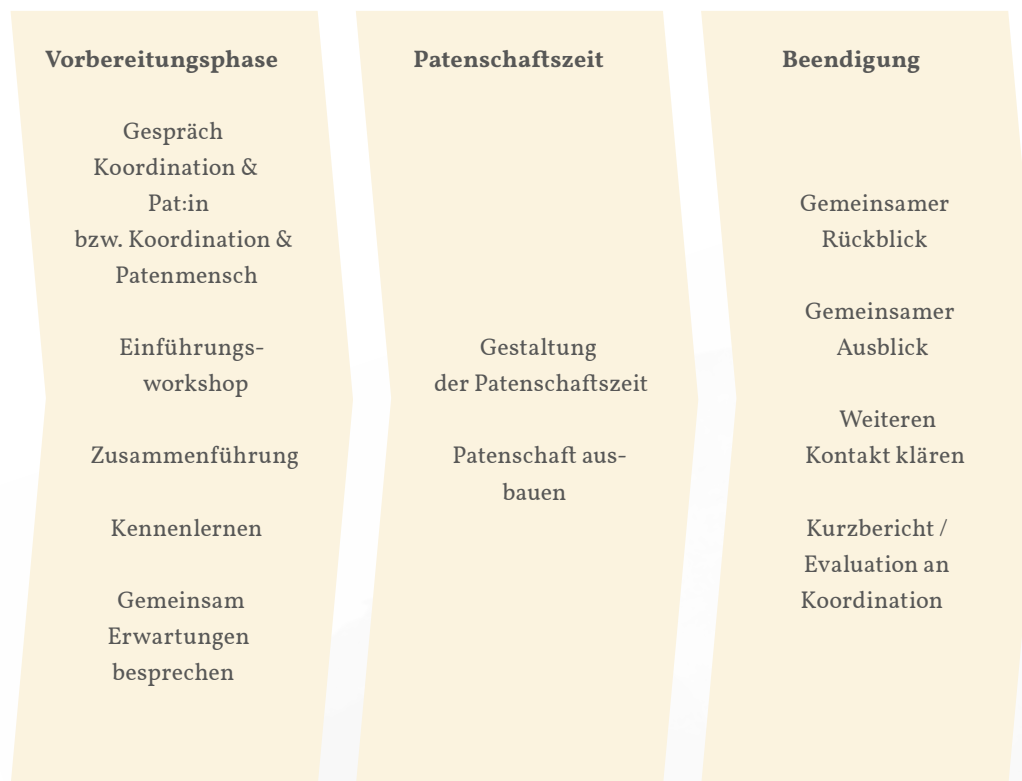 Vorbereitungsphase
Gespräch
Koordination &
Pat:in
bzw. Koordination &
Patenmensch
Einführungs-
workshop
Zusammenführung
Kennenlernen
Gemeinsam
Erwartungen
besprechen
Patenschaftszeit
Gestaltung
der Patenschaftszeit
Patenschaft aus-
bauen
Beendigung
Gemeinsamer
Rückblick
Gemeinsamer
Ausblick
Weiteren
Kontakt klären
Kurzbericht /
Evaluation an
Koordination